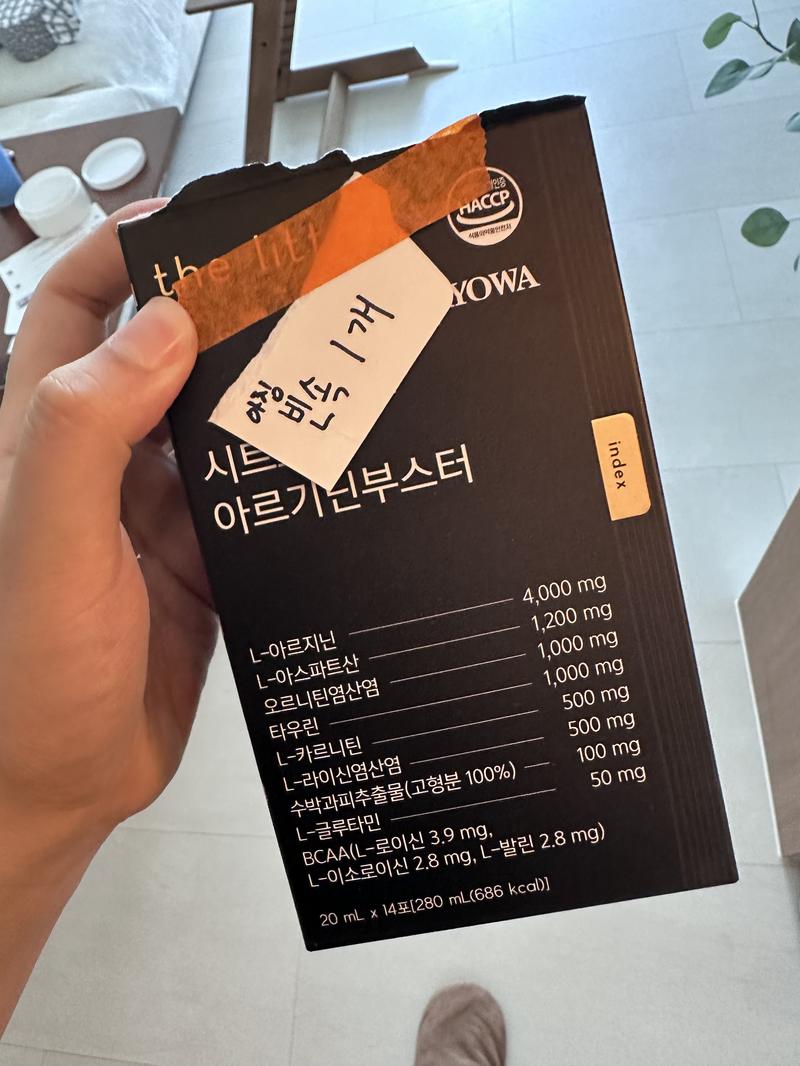 the litt
HACCP
식품의약품안전처
YOWA
아침
빈속 1개
시트
아르기닌부스터
index
L-아르지닌 4,000 mg
L-아스파트산 1,200 mg
오르니틴염산염 1,000 mg
타우린 1,000 mg
L-카르니틴 500 mg
L-라이신염산염 500 mg
수박과피추출물(고형분 100%) 100 mg
L-글루타민 50 mg
BCAA(L-로이신 3.9 mg,
L-이소로이신 2.8 mg, L-발린 2.8 mg)
20 mL x 14포[280 mL(686 kcal)]